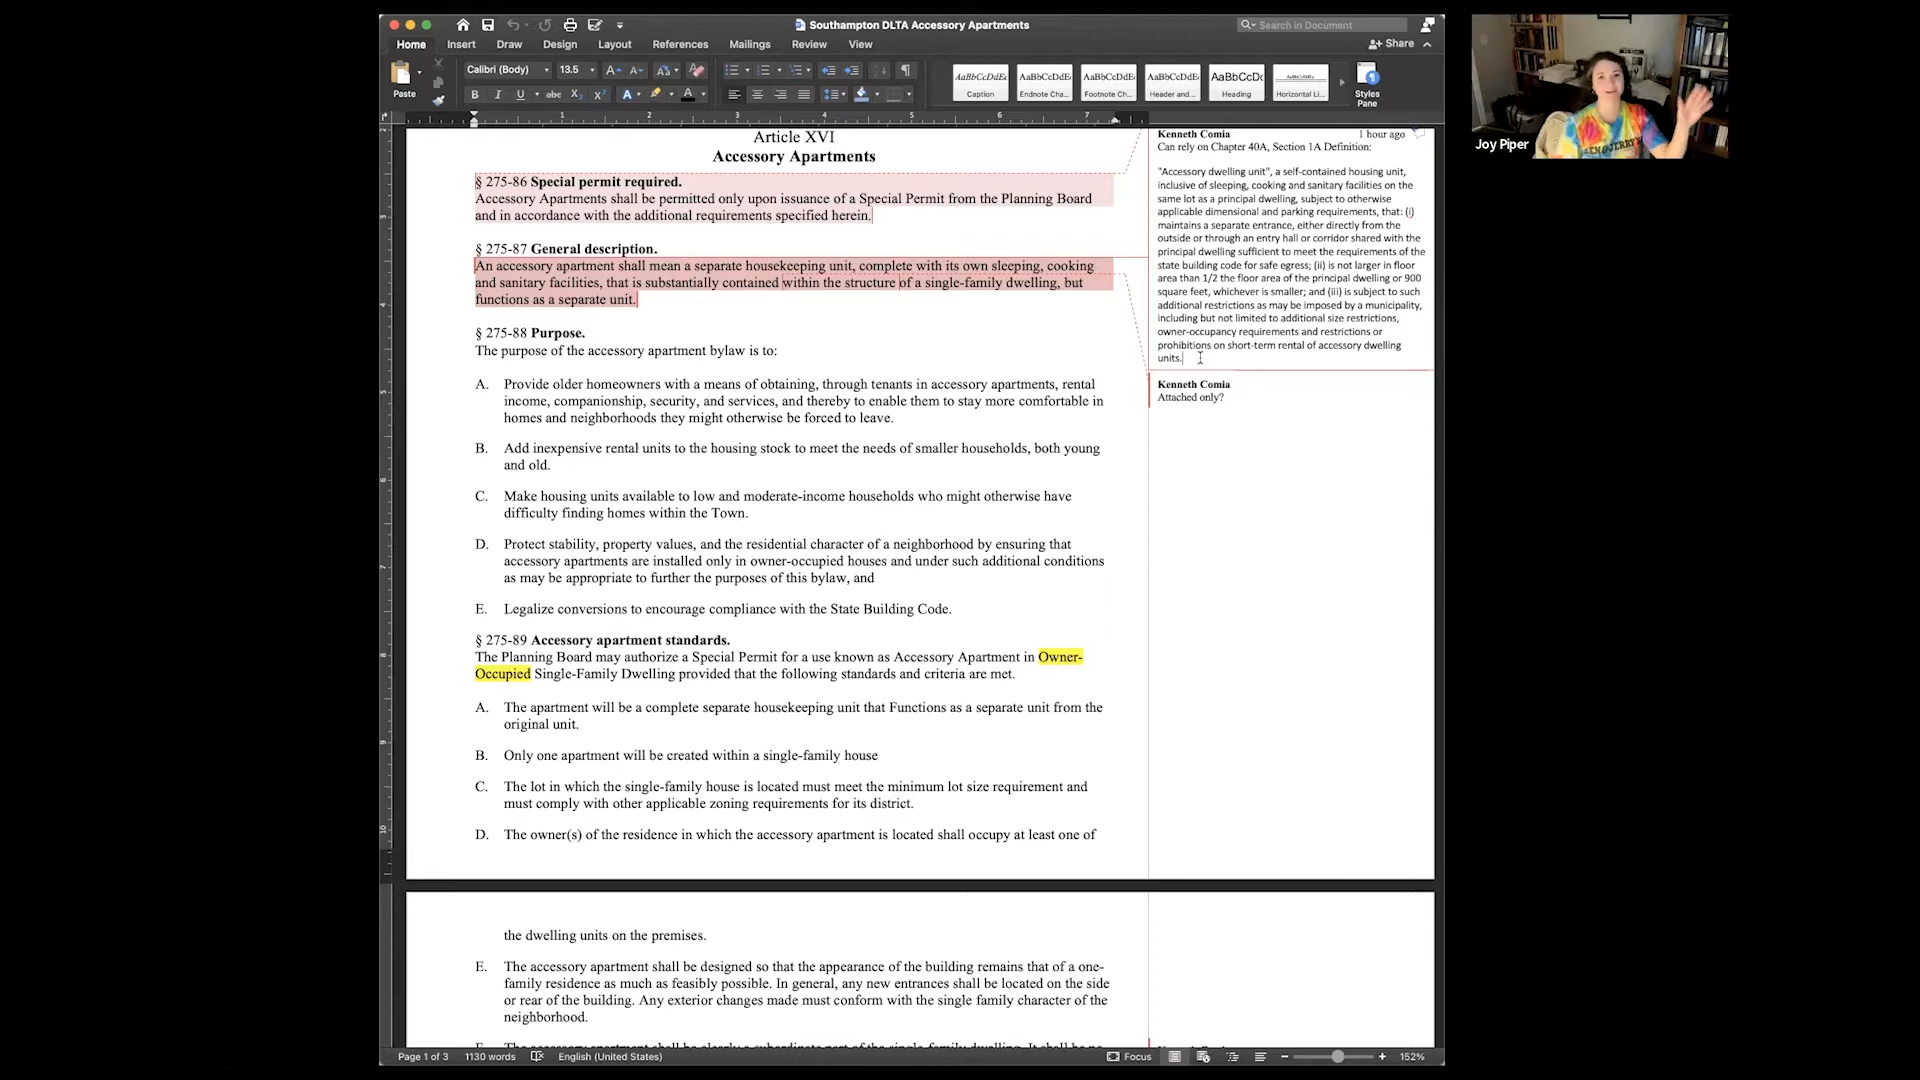 Southampton DLTA Accessory Apartments
Search in Document
Home Insert Draw Design Layout References Mailings Review View
Share
Paste
Calibri (Body) 13.5
AaBbCcDdE AaBbCcDdE AaBbCcDdE AaBbCcDdE AaBbCcDc AaBbCcDdE
Caption Endnote Cha... Footnote Ch... Header and... Heading Horizontal Li...
Styles Pane
Article XVI
Accessory Apartments
§ 275-86 Special permit required.
Accessory Apartments shall be permitted only upon issuance of a Special Permit from the Planning Board
and in accordance with the additional requirements specified herein.
§ 275-87 General description.
An accessory apartment shall mean a separate housekeeping unit, complete with its own sleeping, cooking
and sanitary facilities, that is substantially contained within the structure of a single-family dwelling, but
functions as a separate unit.
§ 275-88 Purpose.
The purpose of the accessory apartment bylaw is to:
A. Provide older homeowners with a means of obtaining, through tenants in accessory apartments, rental
income, companionship, security, and services, and thereby to enable them to stay more comfortable in
homes and neighborhoods they might otherwise be forced to leave.
B. Add inexpensive rental units to the housing stock to meet the needs of smaller households, both young
and old.
C. Make housing units available to low and moderate-income households who might otherwise have
difficulty finding homes within the Town.
D. Protect stability, property values, and the residential character of a neighborhood by ensuring that
accessory apartments are installed only in owner-occupied houses and under such additional conditions
as may be appropriate to further the purposes of this bylaw, and
E. Legalize conversions to encourage compliance with the State Building Code.
§ 275-89 Accessory apartment standards.
The Planning Board may authorize a Special Permit for a use known as Accessory Apartment in Owner-
Occupied Single-Family Dwelling provided that the following standards and criteria are met.
A. The apartment will be a complete separate housekeeping unit that Functions as a separate unit from the
original unit.
B. Only one apartment will be created within a single-family house
C. The lot in which the single-family house is located must meet the minimum lot size requirement and
must comply with other applicable zoning requirements for its district.
D. The owner(s) of the residence in which the accessory apartment is located shall occupy at least one of
the dwelling units on the premises.
E. The accessory apartment shall be designed so that the appearance of the building remains that of a one-
family residence as much as feasibly possible. In general, any new entrances shall be located on the side
or rear of the building. Any exterior changes made must conform with the single family character of the
neighborhood.
Kenneth Comia 1 hour ago
Can rely on Chapter 40A, Section 1A Definition:
"Accessory dwelling unit", a self-contained housing unit,
inclusive of sleeping, cooking and sanitary facilities on the
same lot as a principal dwelling, subject to otherwise
applicable dimensional and parking requirements, that: (i)
maintains a separate entrance, either directly from the
outside or through an entry hall or corridor shared with the
principal dwelling sufficient to meet the requirements of the
state building code for safe egress; (ii) is not larger in floor
area than 1/2 the floor area of the principal dwelling or 900
square feet, whichever is smaller; and (iii) is subject to such
additional restrictions as may be imposed by a municipality,
including but not limited to additional size restrictions,
owner-occupancy requirements and restrictions or
prohibitions on short-term rental of accessory dwelling
units.
Kenneth Comia
Attached only?
Page 1 of 3 1130 words English (United States) Focus 152%
Joy Piper